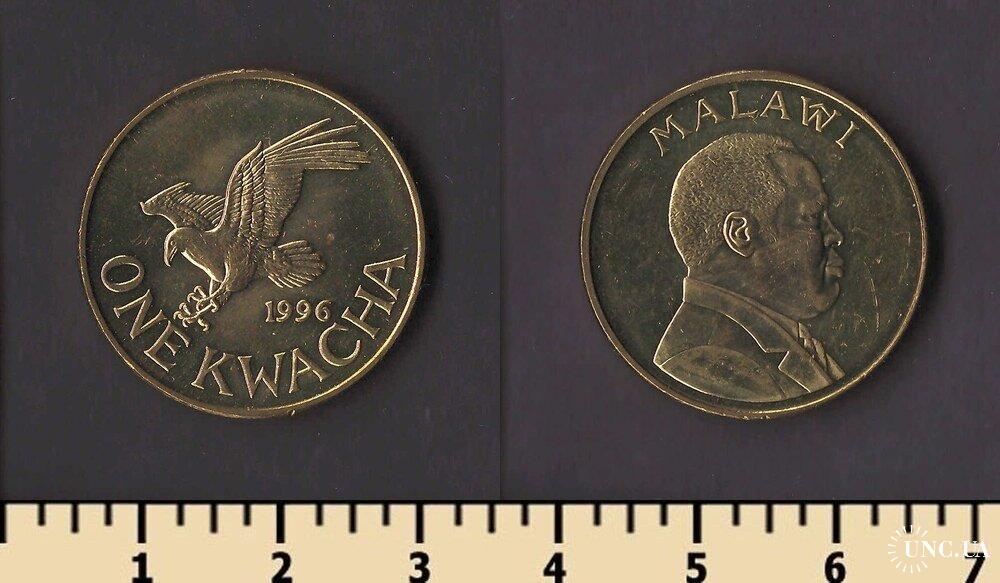 ONE KWACHA
1996
MALAWI
1 2 3 4 5 6 7
UNC.UA